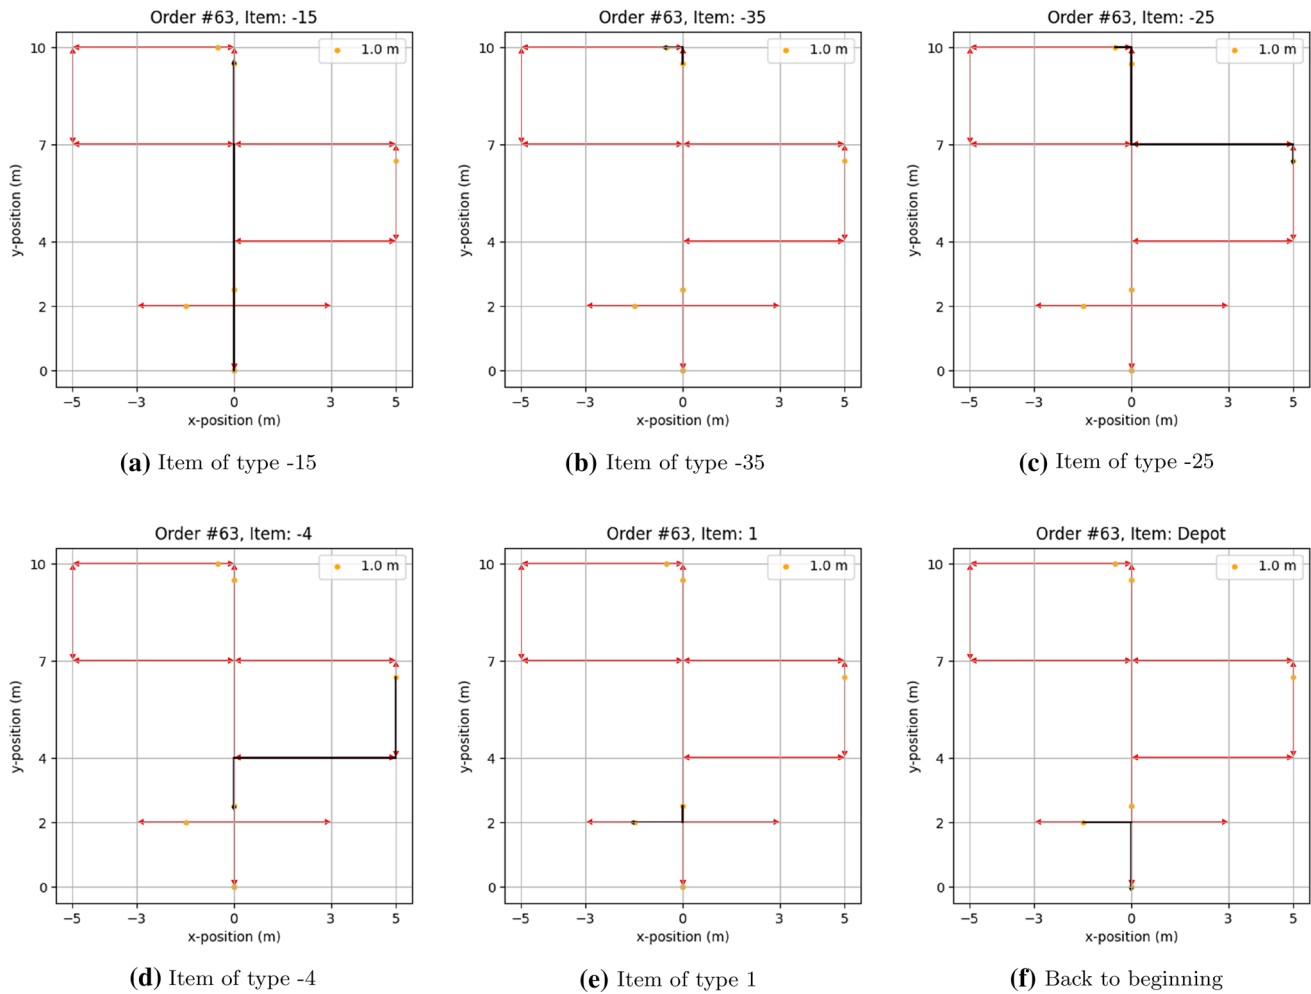 Order #63, Item: -15
1.0 m
10
7
4
2
0
y-position (m)
−5 −3 0 3 5
x-position (m)
(a) Item of type -15
Order #63, Item: -35
1.0 m
10
7
4
2
0
y-position (m)
−5 −3 0 3 5
x-position (m)
(b) Item of type -35
Order #63, Item: -25
1.0 m
10
7
4
2
0
y-position (m)
−5 −3 0 3 5
x-position (m)
(c) Item of type -25
Order #63, Item: -4
1.0 m
10
7
4
2
0
y-position (m)
−5 −3 0 3 5
x-position (m)
(d) Item of type -4
Order #63, Item: 1
1.0 m
10
7
4
2
0
y-position (m)
−5 −3 0 3 5
x-position (m)
(e) Item of type 1
Order #63, Item: Depot
1.0 m
10
7
4
2
0
y-position (m)
−5 −3 0 3 5
x-position (m)
(f) Back to beginning